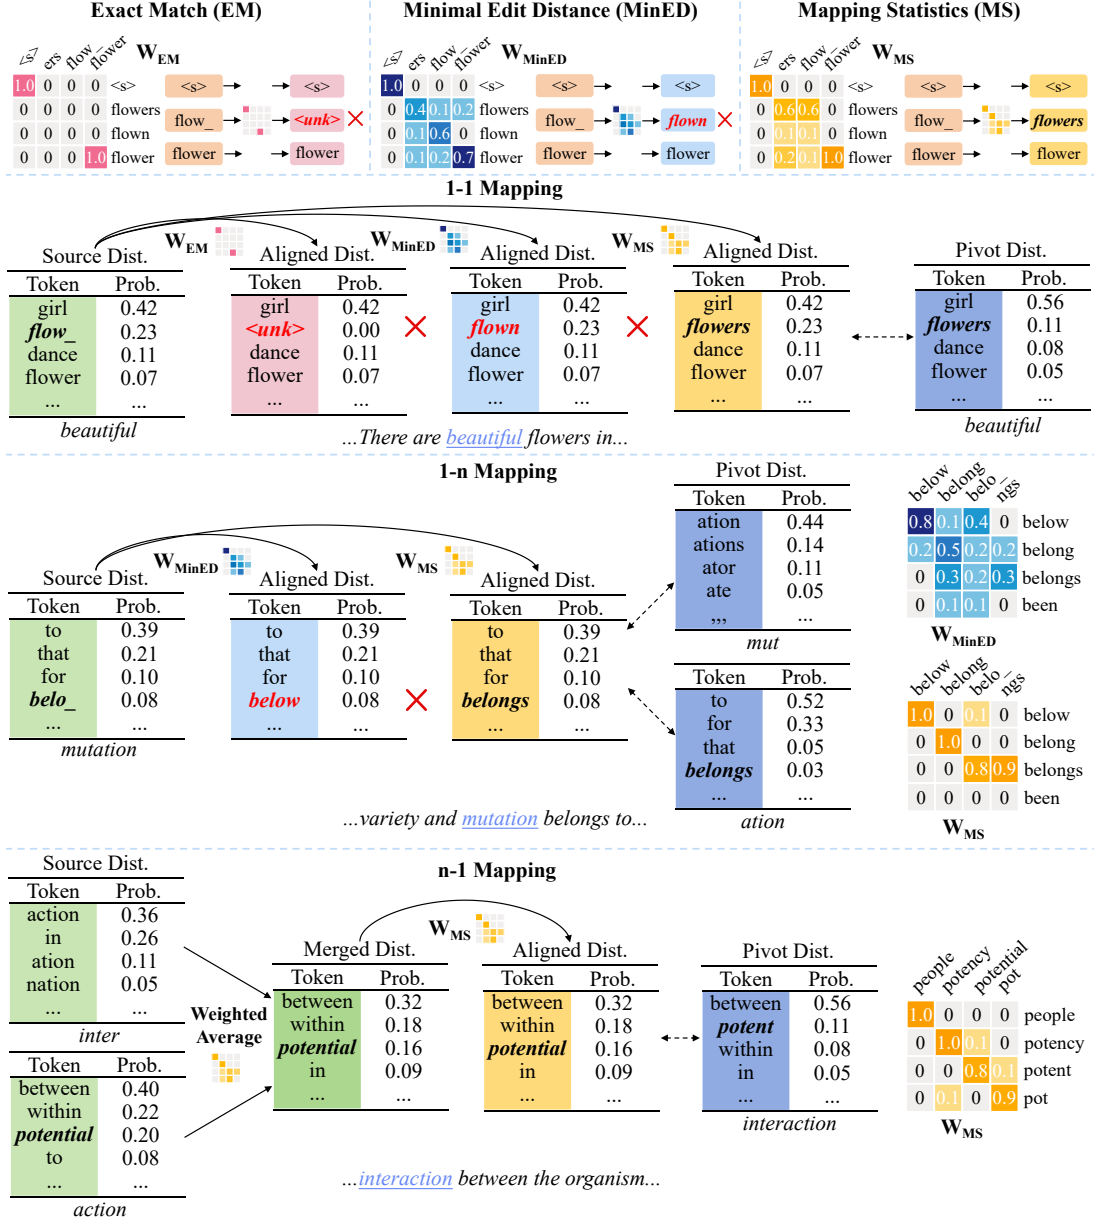 Exact Match (EM)
<s> ers flow_ flower
W_EM
1.0 0 0 0 <s>
0 0 0 0 flowers
0 0 0 0 flown
0 0 0 1.0 flower
<s> <s>
flow_ <unk>
flower flower
Minimal Edit Distance (MinED)
<s> ers flow_ flower
W_MinED
1.0 0 0 0 <s>
0 0.4 0.1 0.2 flowers
0 0.1 0.6 0 flown
0 0.1 0.2 0.7 flower
<s> <s>
flow_ flown
flower flower
Mapping Statistics (MS)
<s> ers flow_ flower
W_MS
1.0 0 0 0 <s>
0 0.6 0.6 0 flowers
0 0.1 0.1 0 flown
0 0.2 0.1 1.0 flower
<s> <s>
flow_ flowers
flower flower
1-1 Mapping
W_EM
W_MinED
W_MS
Source Dist.
Token Prob.
girl 0.42
flow_ 0.23
dance 0.11
flower 0.07
... ...
beautiful
Aligned Dist.
Token Prob.
girl 0.42
<unk> 0.00
dance 0.11
flower 0.07
... ...
Aligned Dist.
Token Prob.
girl 0.42
flown 0.23
dance 0.11
flower 0.07
... ...
Aligned Dist.
Token Prob.
girl 0.42
flowers 0.23
dance 0.11
flower 0.07
... ...
Pivot Dist.
Token Prob.
girl 0.56
flowers 0.11
dance 0.08
flower 0.05
... ...
beautiful
...There are beautiful flowers in...
1-n Mapping
W_MinED
W_MS
Source Dist.
Token Prob.
to 0.39
that 0.21
for 0.10
belo_ 0.08
... ...
mutation
Aligned Dist.
Token Prob.
to 0.39
that 0.21
for 0.10
below 0.08
... ...
Aligned Dist.
Token Prob.
to 0.39
that 0.21
for 0.10
belongs 0.08
... ...
Pivot Dist.
Token Prob.
ation 0.44
ations 0.14
ator 0.11
ate 0.05
,,, ...
mut
Token Prob.
to 0.52
for 0.33
that 0.05
belongs 0.03
... ...
ation
below belong belo_ ngs
0.8 0.1 0.4 0 below
0.2 0.5 0.2 0.2 belong
0 0.3 0.2 0.3 belongs
0 0.1 0.1 0 been
W_MinED
below belong belo_ ngs
1.0 0 0.1 0 below
0 1.0 0 0 belong
0 0 0.8 0.9 belongs
0 0 0 0 been
W_MS
...variety and mutation belongs to...
n-1 Mapping
Source Dist.
Token Prob.
action 0.36
in 0.26
ation 0.11
nation 0.05
... ...
inter
Token Prob.
between 0.40
within 0.22
potential 0.20
to 0.08
... ...
action
Weighted
Average
W_MS
Merged Dist.
Token Prob.
between 0.32
within 0.18
potential 0.16
in 0.09
... ...
Aligned Dist.
Token Prob.
between 0.32
within 0.18
potential 0.16
in 0.09
... ...
Pivot Dist.
Token Prob.
between 0.56
potent 0.11
within 0.08
in 0.05
... ...
interaction
people potency potential pot
1.0 0 0 0 people
0 1.0 0.1 0 potency
0 0 0.8 0.1 potent
0 0.1 0 0.9 pot
W_MS
...interaction between the organism...